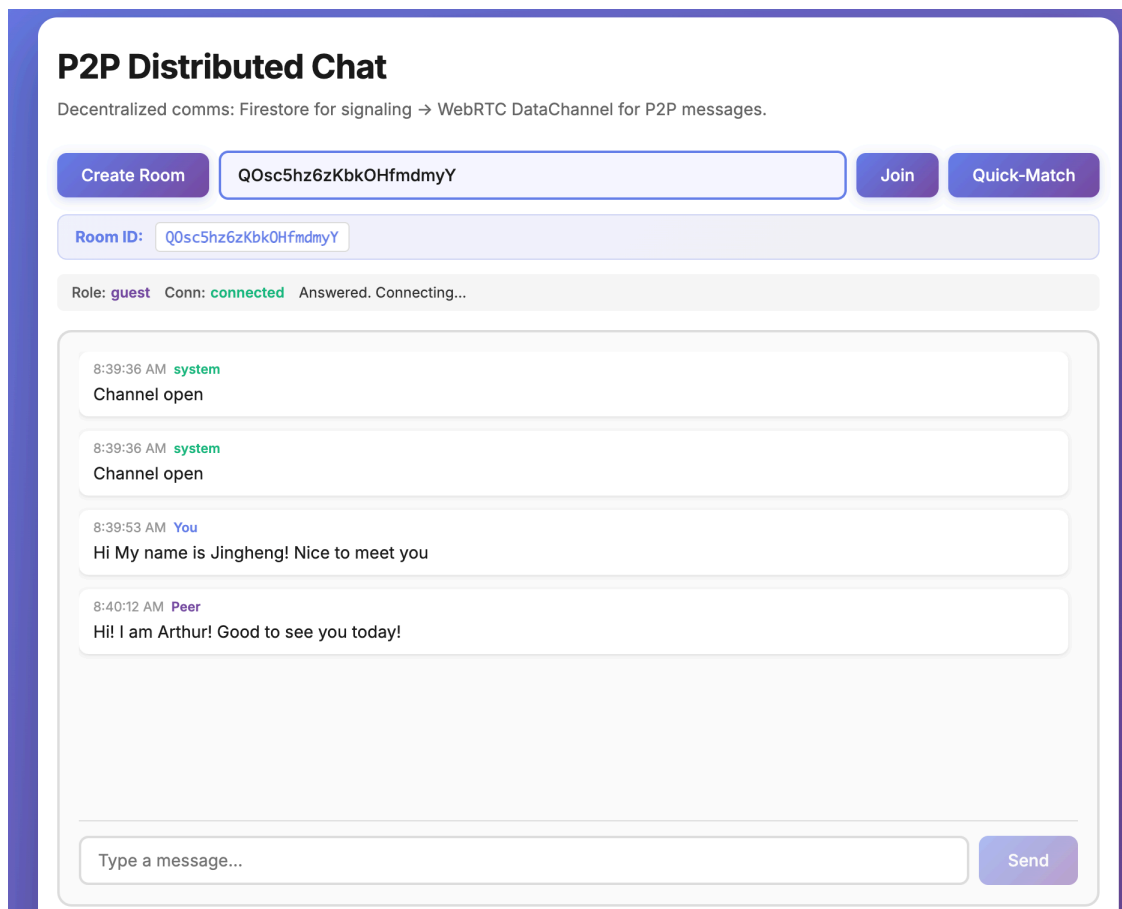 P2P Distributed Chat
Decentralized comms: Firestore for signaling → WebRTC DataChannel for P2P messages.
Create Room QOsc5hz6zKbkOHfmdmyY Join Quick-Match
Room ID: QOsc5hz6zKbkOHfmdmyY
Role: guest Conn: connected Answered. Connecting...
8:39:36 AM system
Channel open
8:39:36 AM system
Channel open
8:39:53 AM You
Hi My name is Jingheng! Nice to meet you
8:40:12 AM Peer
Hi! I am Arthur! Good to see you today!
Type a message... Send